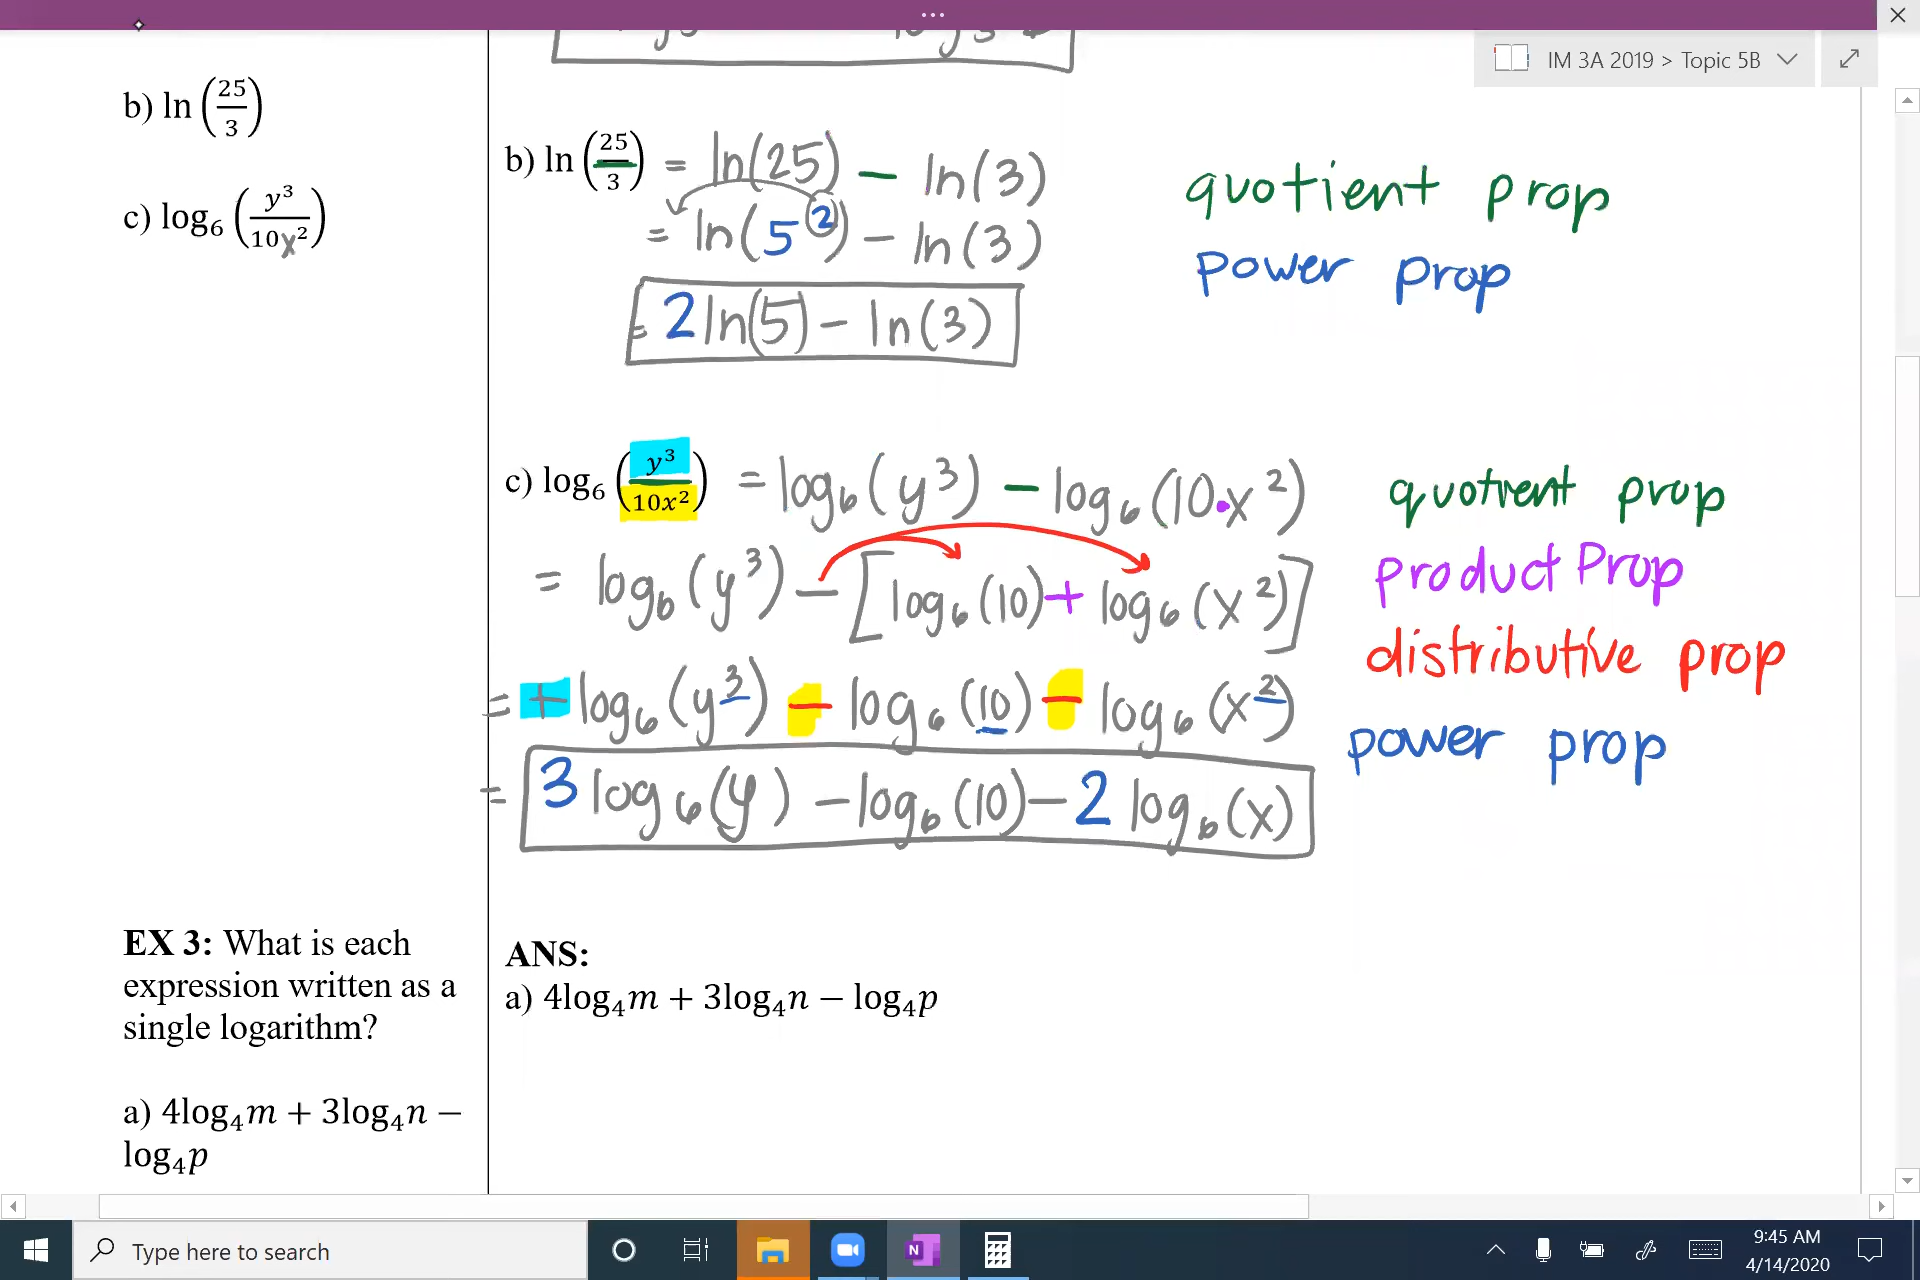 IM 3A 2019 > Topic 5B
b) ln (25/3)
c) log₆ (y³/10x²)
b) ln (25/3) = ln(25) − ln(3)
= ln(5²) − ln(3)
= 2ln(5) − ln(3)
quotient prop
power prop
c) log₆ (y³/10x²) = log₆(y³) − log₆(10·x²)
= log₆(y³) − [log₆(10) + log₆(x²)]
= + log₆(y³) − log₆(10) − log₆(x²)
= 3 log₆(y) − log₆(10) − 2 log₆(x)
quotient prop
product Prop
distributive prop
power prop
EX 3: What is each
expression written as a
single logarithm?
a) 4log₄m + 3log₄n −
log₄p
ANS:
a) 4log₄m + 3log₄n − log₄p
Type here to search
9:45 AM
4/14/2020